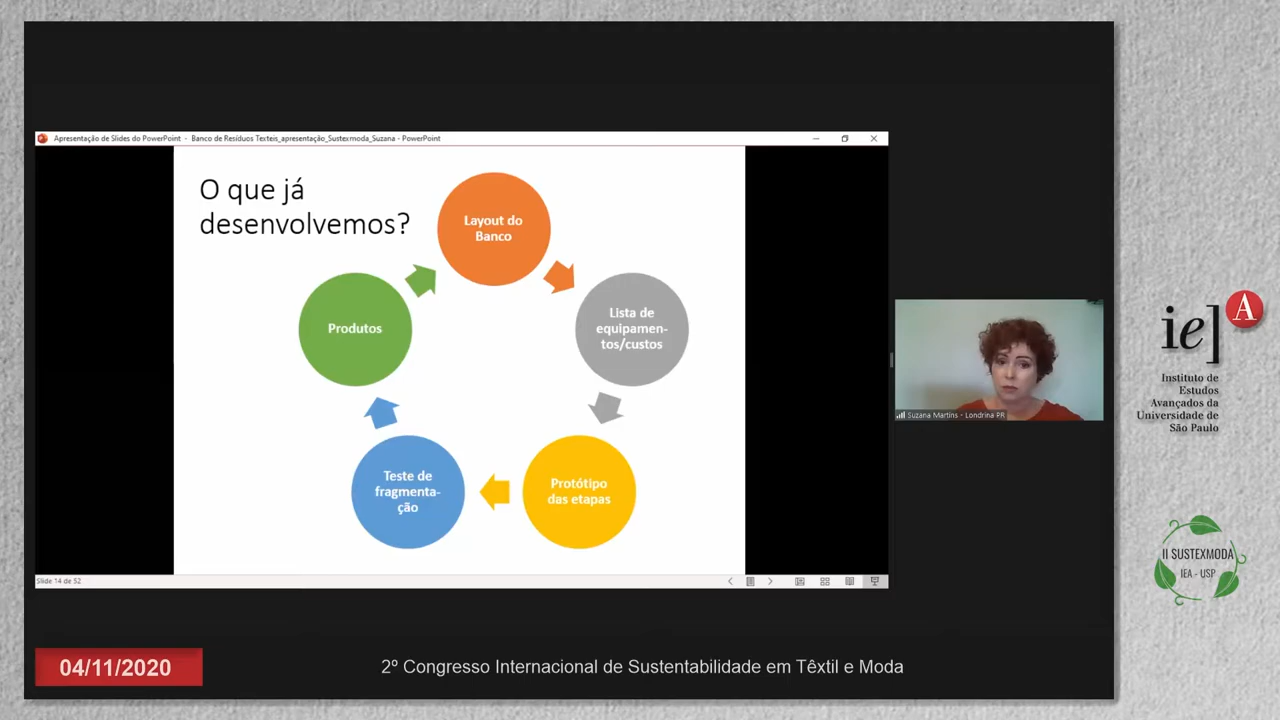 Apresentação de Slides do PowerPoint - Banco de Resíduos Texteis_apresentação_Sustexmoda_Suzana - PowerPoint
O que já
desenvolvemos?
Layout do
Banco
Lista de
equipamen-
tos/custos
Protótipo
das etapas
Teste de
fragmenta-
ção
Produtos
Slide 14 de 52
Suzana Martins - Londrina PR
iea
A
Instituto de
Estudos
Avançados da
Universidade de
São Paulo
II SUSTEXMODA
IEA - USP
04/11/2020
2º Congresso Internacional de Sustentabilidade em Têxtil e Moda